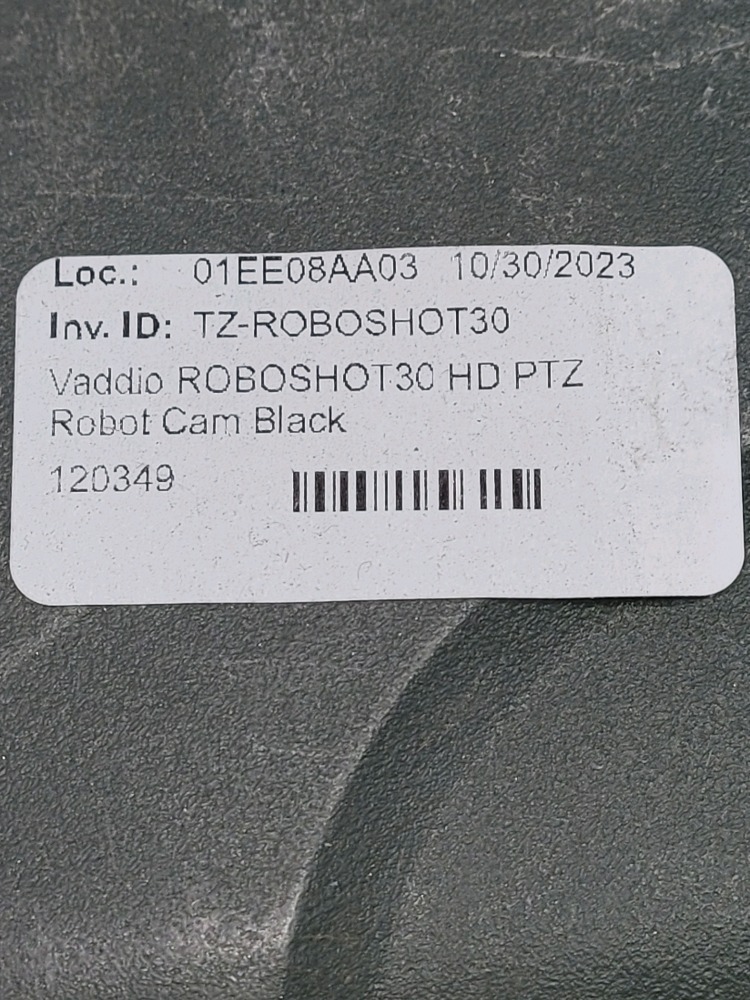 Loc.: 01EE08AA03 10/30/2023
Inv. ID: TZ-ROBOSHOT30
Vaddio ROBOSHOT30 HD PTZ
Robot Cam Black
120349